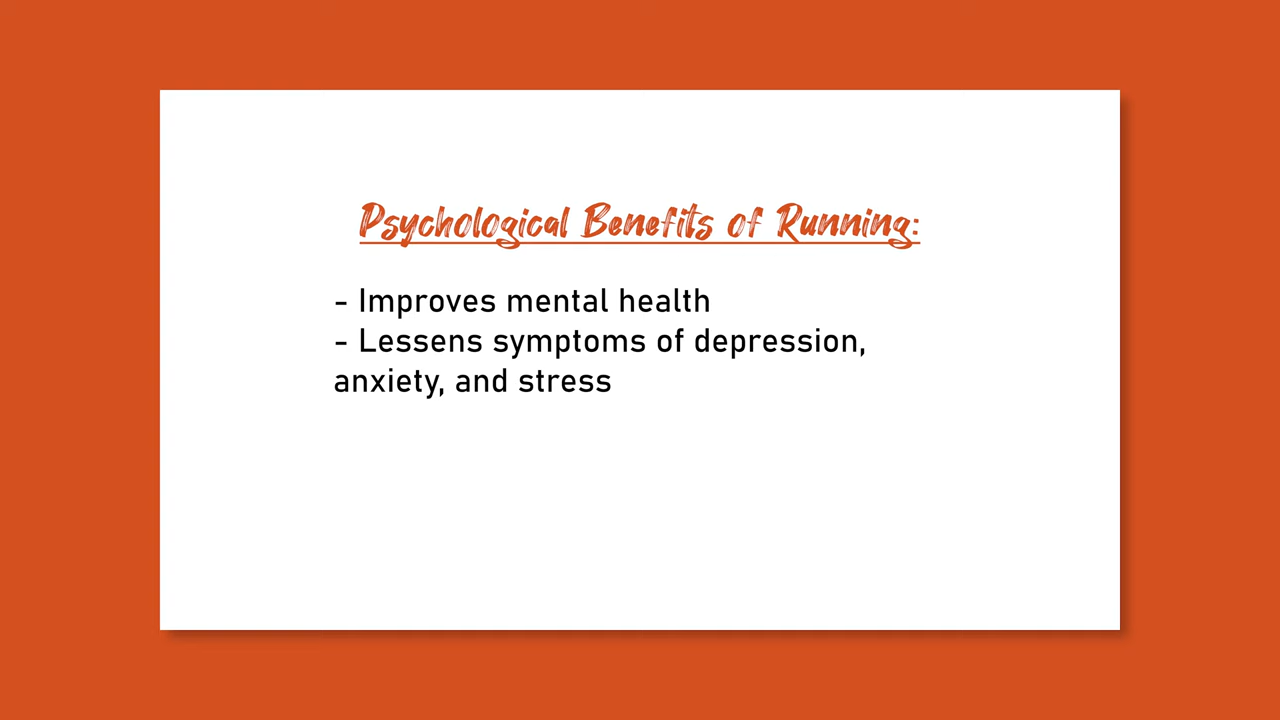 Psychological Benefits of Running:
- Improves mental health
- Lessens symptoms of depression,
anxiety, and stress